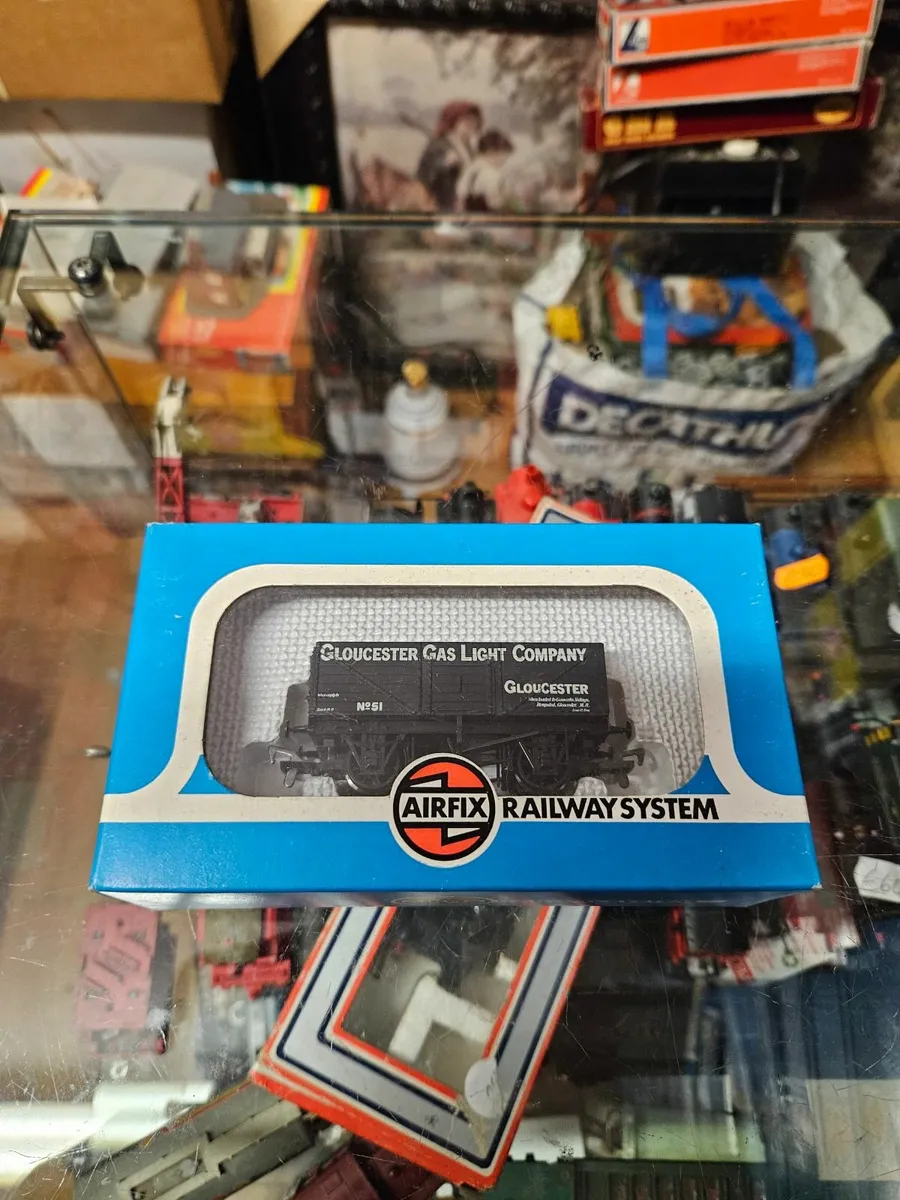 DECATHL
GLOUCESTER GAS LIGHT COMPANY
GLOUCESTER
Nº51
AIRFIX RAILWAY SYSTEM